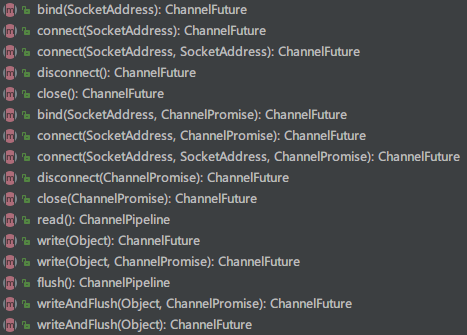 bind(SocketAddress): ChannelFuture
connect(SocketAddress): ChannelFuture
connect(SocketAddress, SocketAddress): ChannelFuture
disconnect(): ChannelFuture
close(): ChannelFuture
bind(SocketAddress, ChannelPromise): ChannelFuture
connect(SocketAddress, ChannelPromise): ChannelFuture
connect(SocketAddress, SocketAddress, ChannelPromise): ChannelFuture
disconnect(ChannelPromise): ChannelFuture
close(ChannelPromise): ChannelFuture
read(): ChannelPipeline
write(Object): ChannelFuture
write(Object, ChannelPromise): ChannelFuture
flush(): ChannelPipeline
writeAndFlush(Object, ChannelPromise): ChannelFuture
writeAndFlush(Object): ChannelFuture